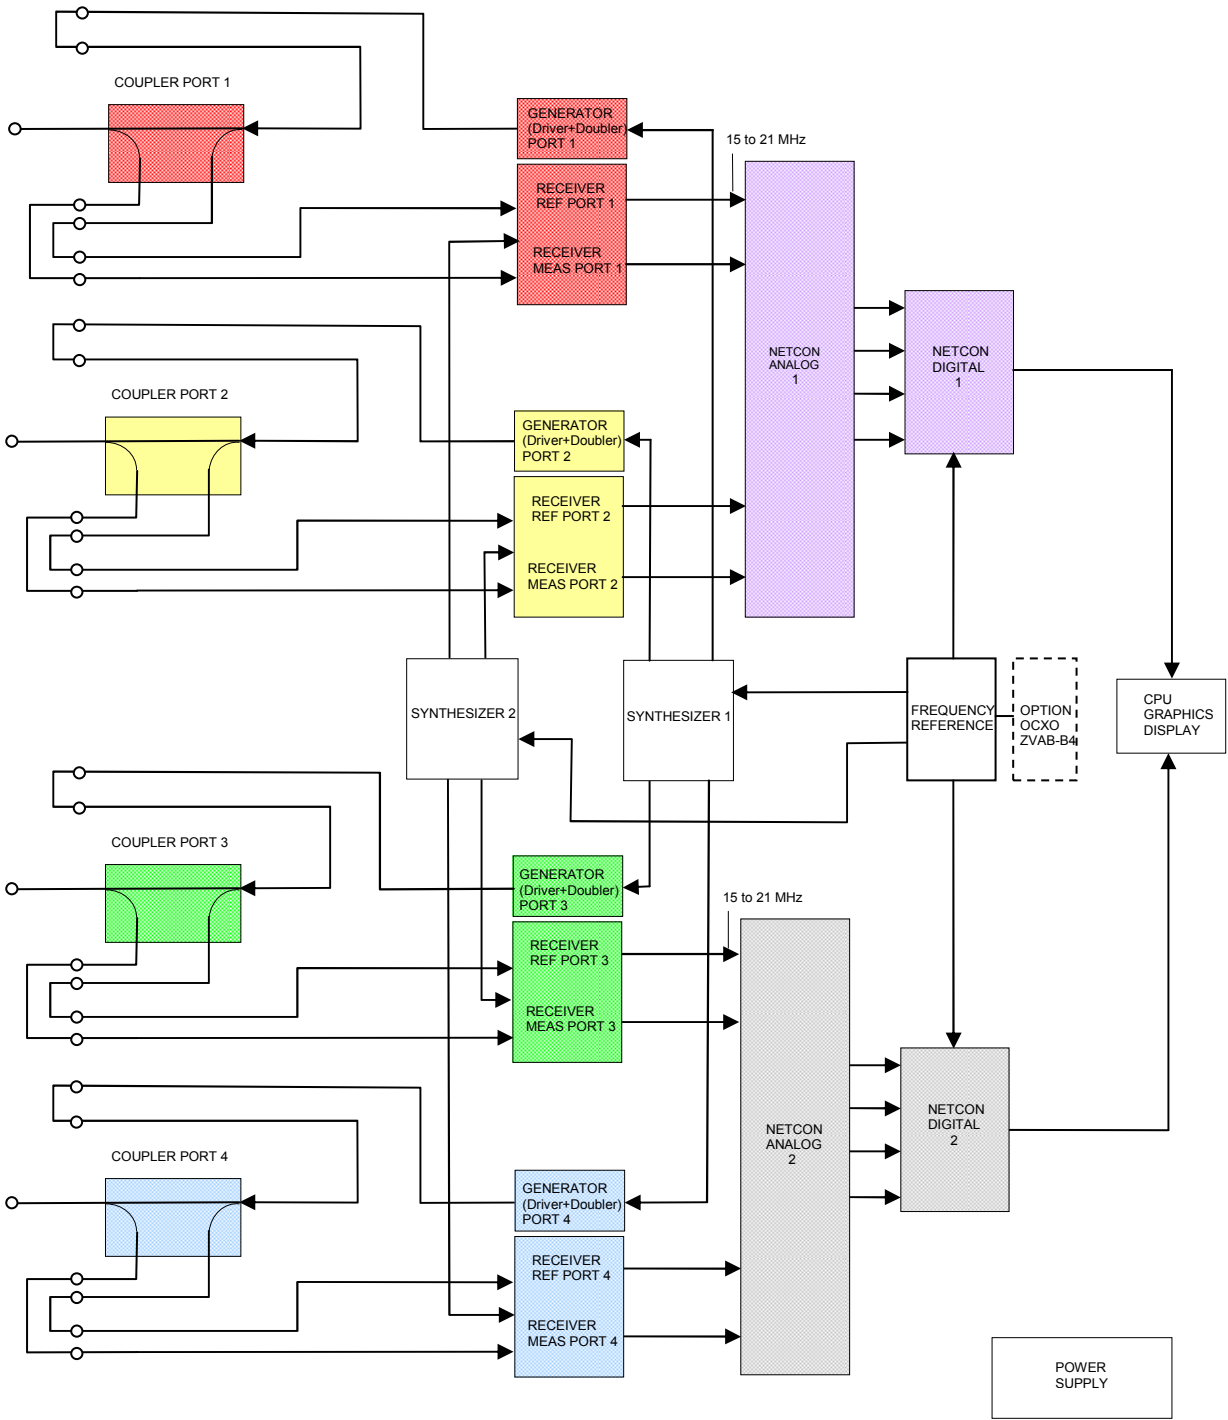 COUPLER PORT 1
GENERATOR
(Driver+Doubler)
PORT 1
15 to 21 MHz
RECEIVER
REF PORT 1
RECEIVER
MEAS PORT 1
NETCON
ANALOG
1
NETCON
DIGITAL
1
COUPLER PORT 2
GENERATOR
(Driver+Doubler)
PORT 2
RECEIVER
REF PORT 2
RECEIVER
MEAS PORT 2
SYNTHESIZER 2
SYNTHESIZER 1
FREQUENCY
REFERENCE
OPTION
OCXO
ZVAB-B4
CPU
GRAPHICS
DISPLAY
COUPLER PORT 3
GENERATOR
(Driver+Doubler)
PORT 3
15 to 21 MHz
RECEIVER
REF PORT 3
RECEIVER
MEAS PORT 3
NETCON
ANALOG
2
NETCON
DIGITAL
2
COUPLER PORT 4
GENERATOR
(Driver+Doubler)
PORT 4
RECEIVER
REF PORT 4
RECEIVER
MEAS PORT 4
POWER
SUPPLY